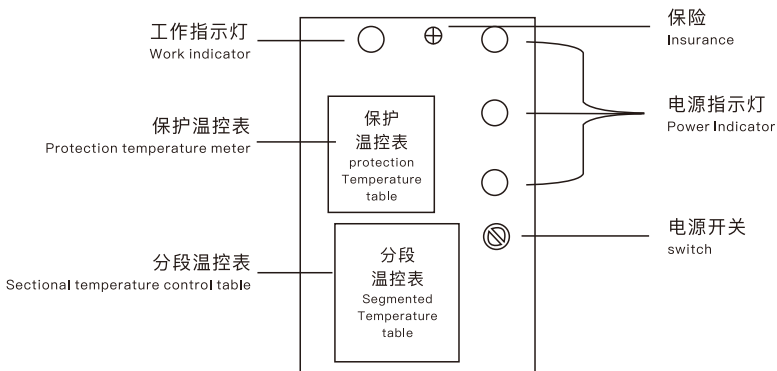 工作指示灯
Work indicator
保险
Insurance
电源指示灯
Power Indicator
保护温控表
Protection temperature meter
保护
温控表
protection
Temperature
table
电源开关
switch
分段温控表
Sectional temperature control table
分段
温控表
Segmented
Temperature
table